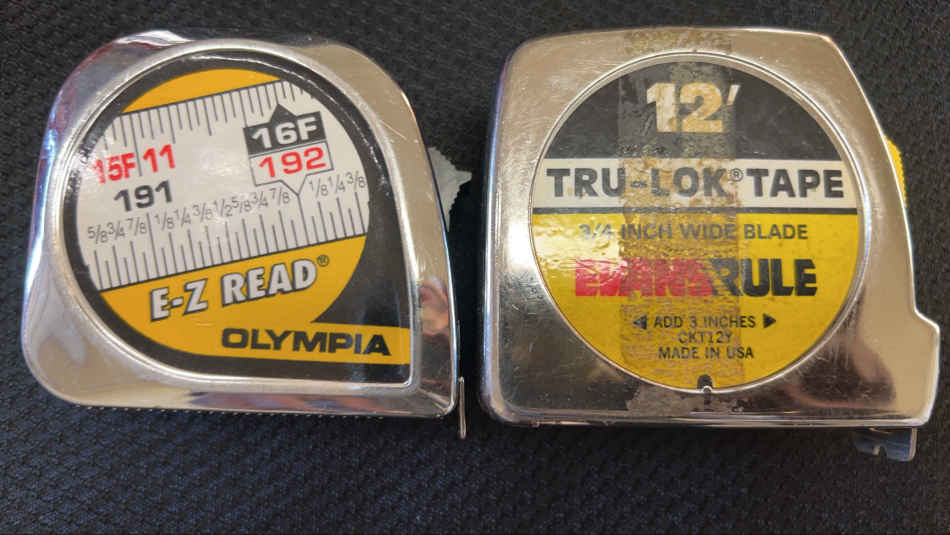 16F
15F 11
192
191
5/8 3/4 7/8 1/8 1/4 3/8 1/2 5/8 3/4 7/8 1/8 1/4 3/8
E-Z READ®
OLYMPIA
12'
TRU-LOK® TAPE
3/4 INCH WIDE BLADE
EVANS RULE
◀ ADD 3 INCHES ▶
CKT12Y
MADE IN USA